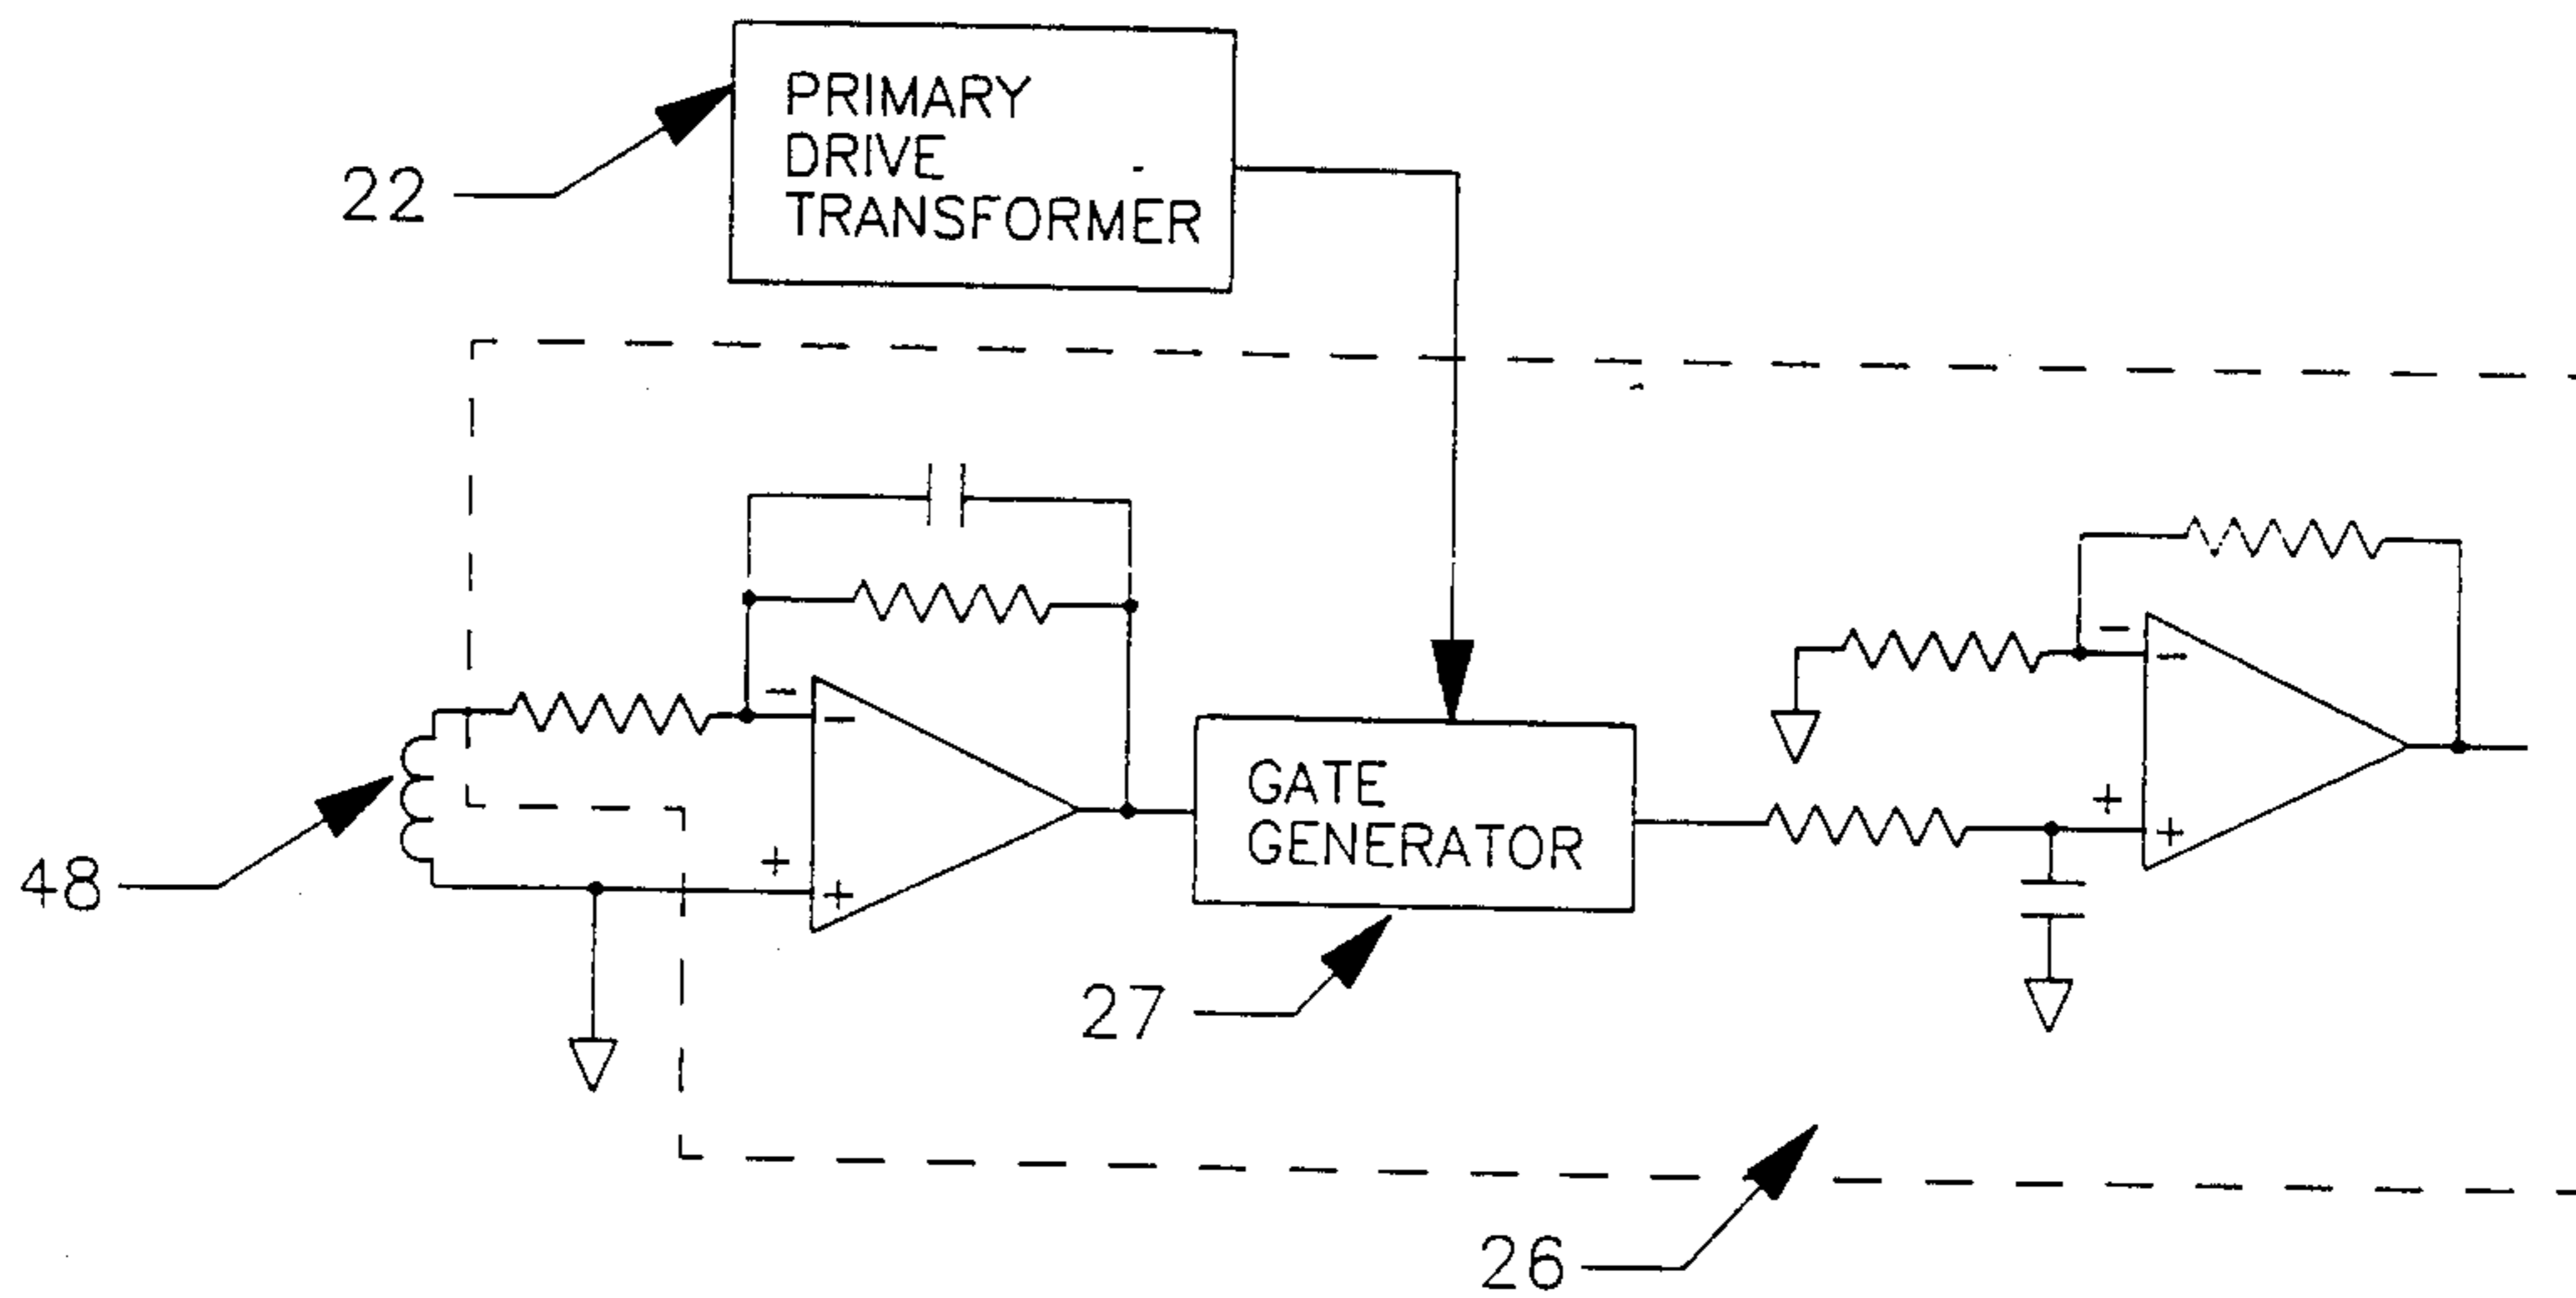 PRIMARY
DRIVE
TRANSFORMER
22
-
-
-
-
+
+
+
+
GATE
GENERATOR
48
27
26